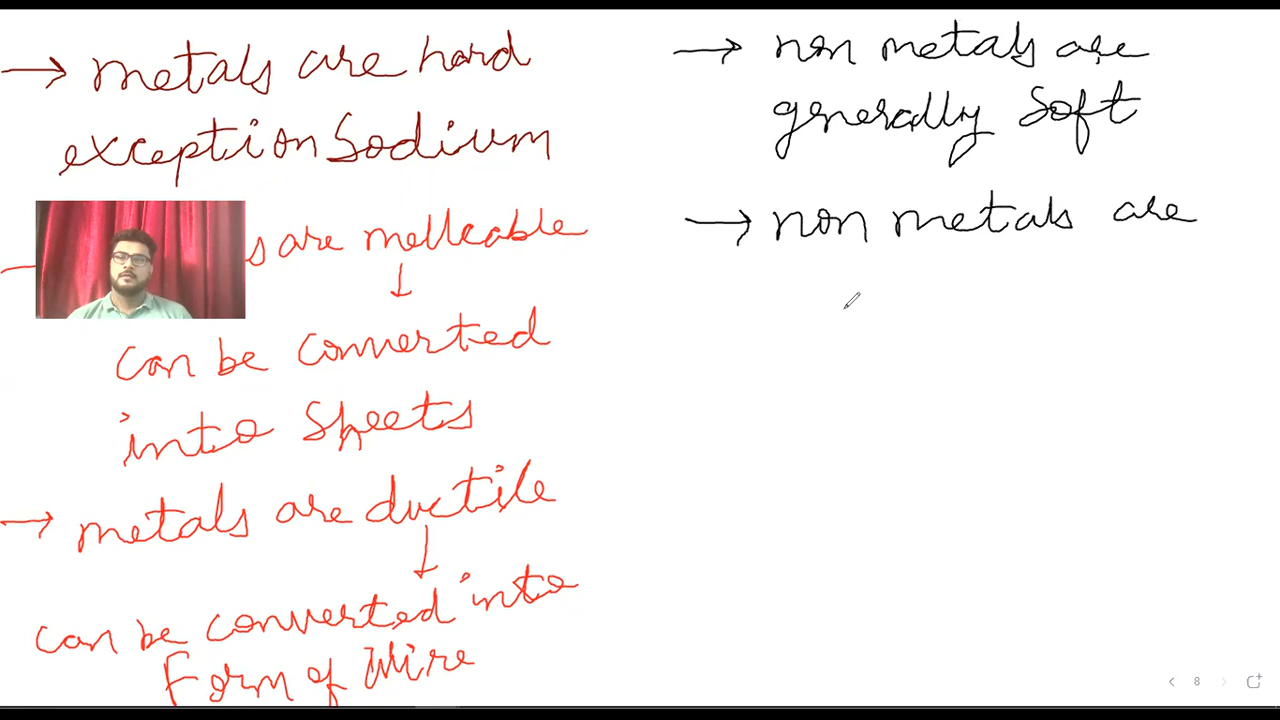 → metals are hard
exception Sodium
s are melleable
↓
can be converted
into Sheets
→ metals are ductile
↓
can be converted into
Form of Wire
→ non metals are
generally Soft
→ non metals are
8